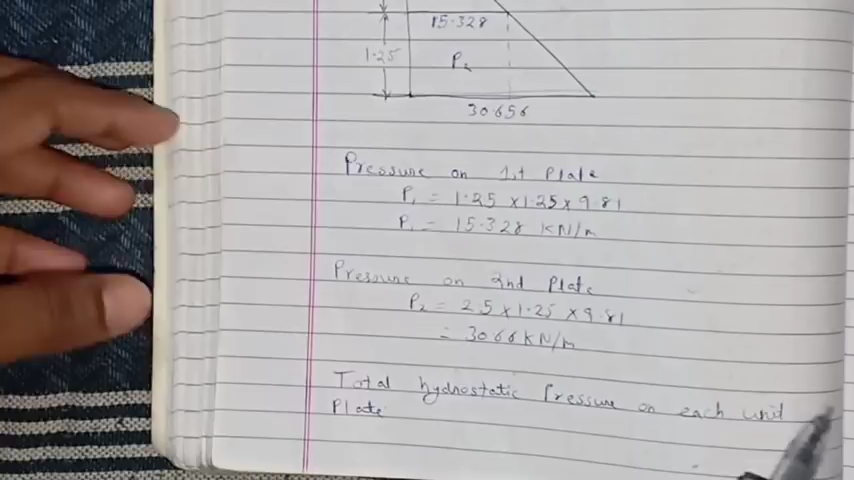 15.328
1.25
P2
30.656
Pressure on 1st Plate
P1 = 1.25 x 1.25 x 9.81
P1 = 15.328 KN/m
Pressure on 2nd Plate
P2 = 2.5 x 1.25 x 9.81
= 30.66 KN/m
Total hydrostatic Pressure on each unit
Plate